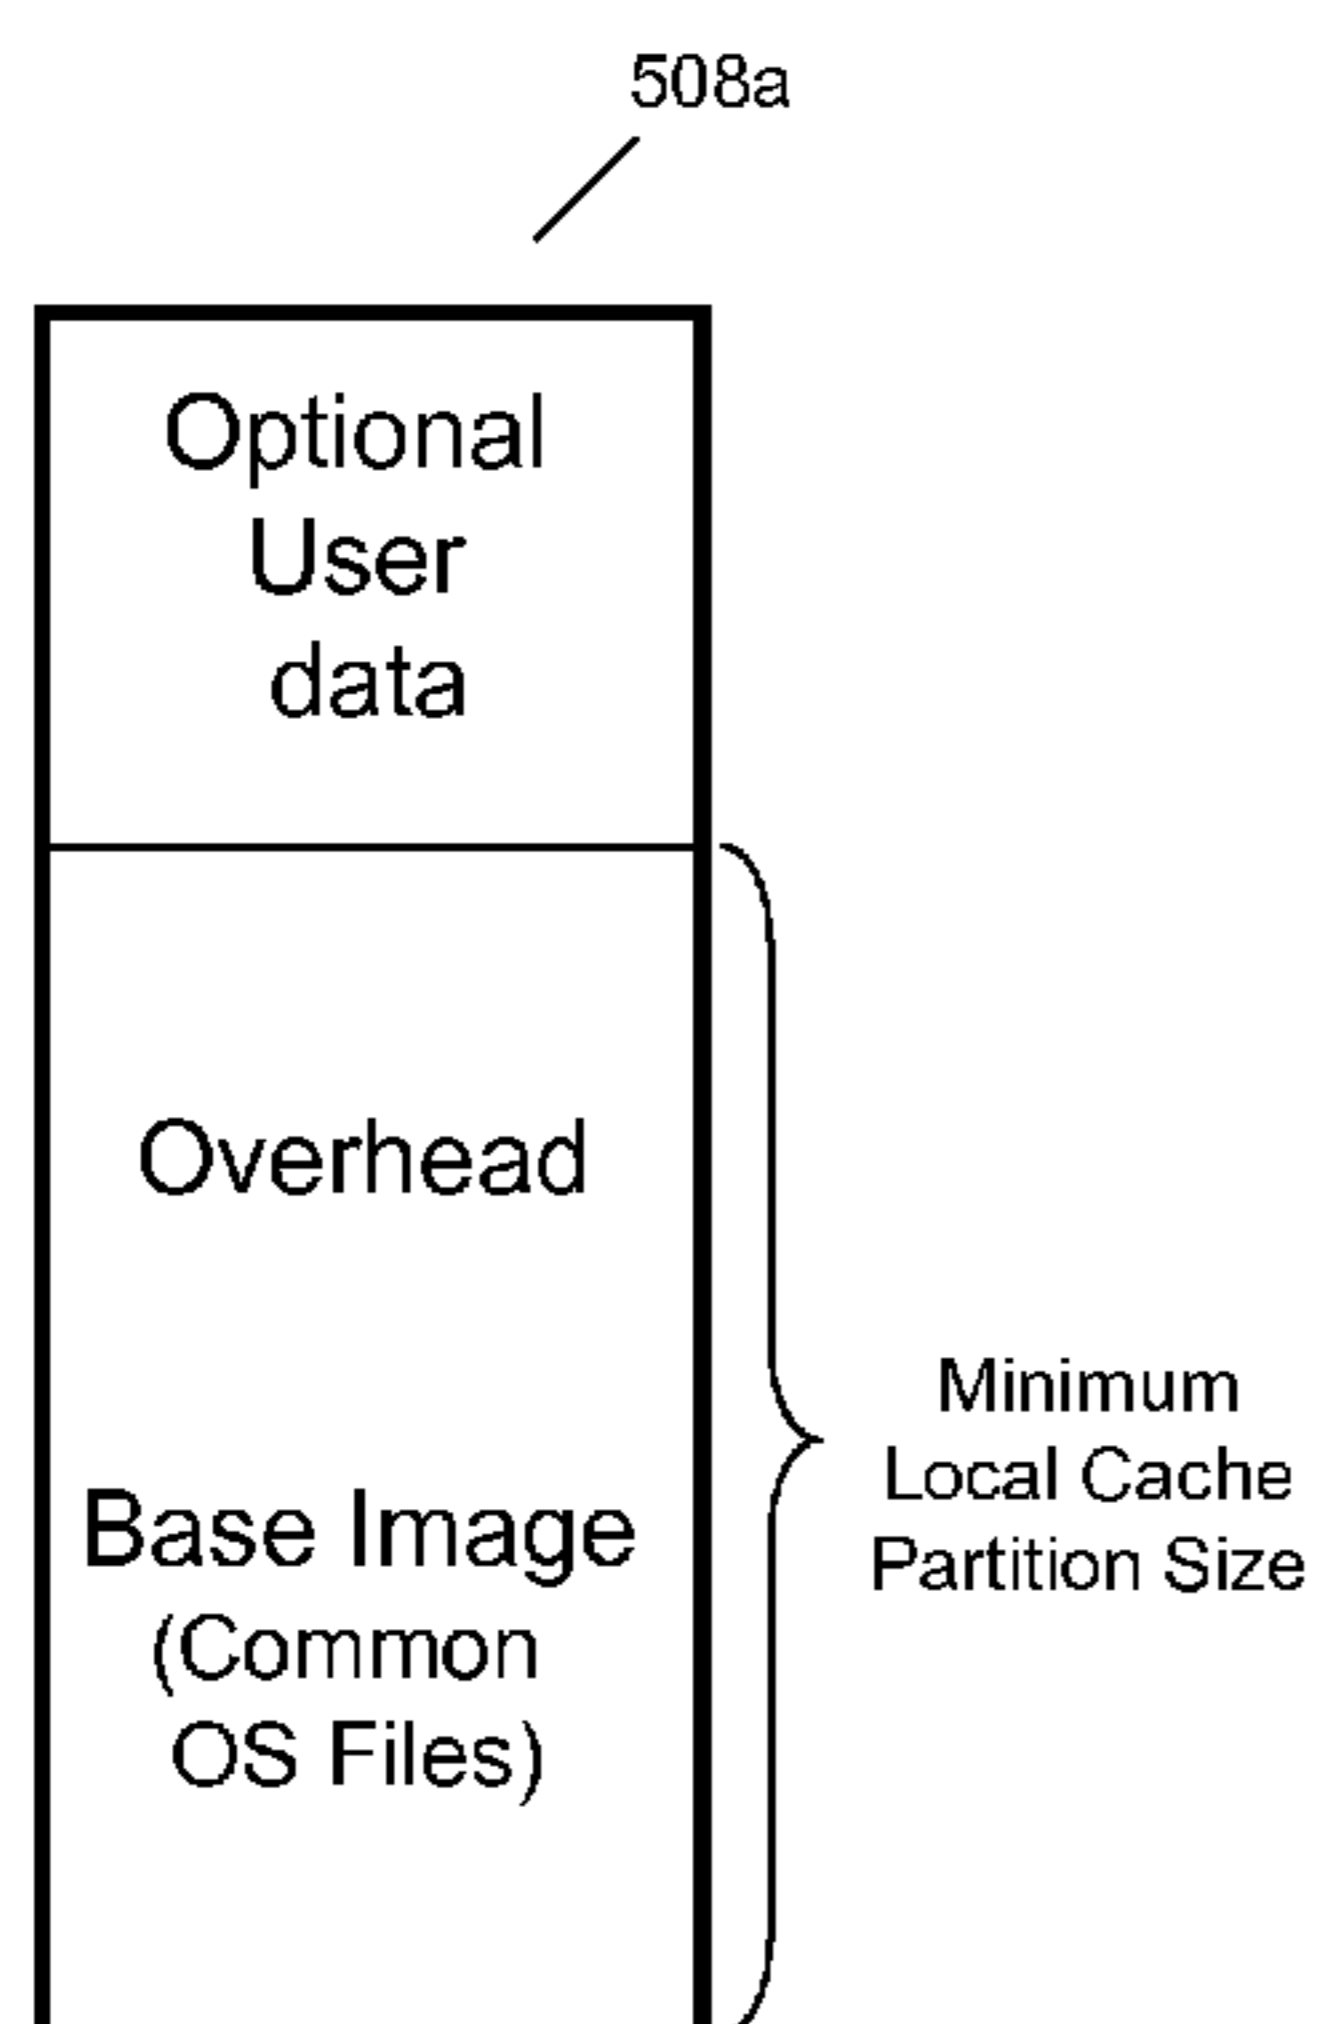 508a
Optional
User
data
Overhead
Base Image
(Common
OS Files)
Minimum
Local Cache
Partition Size